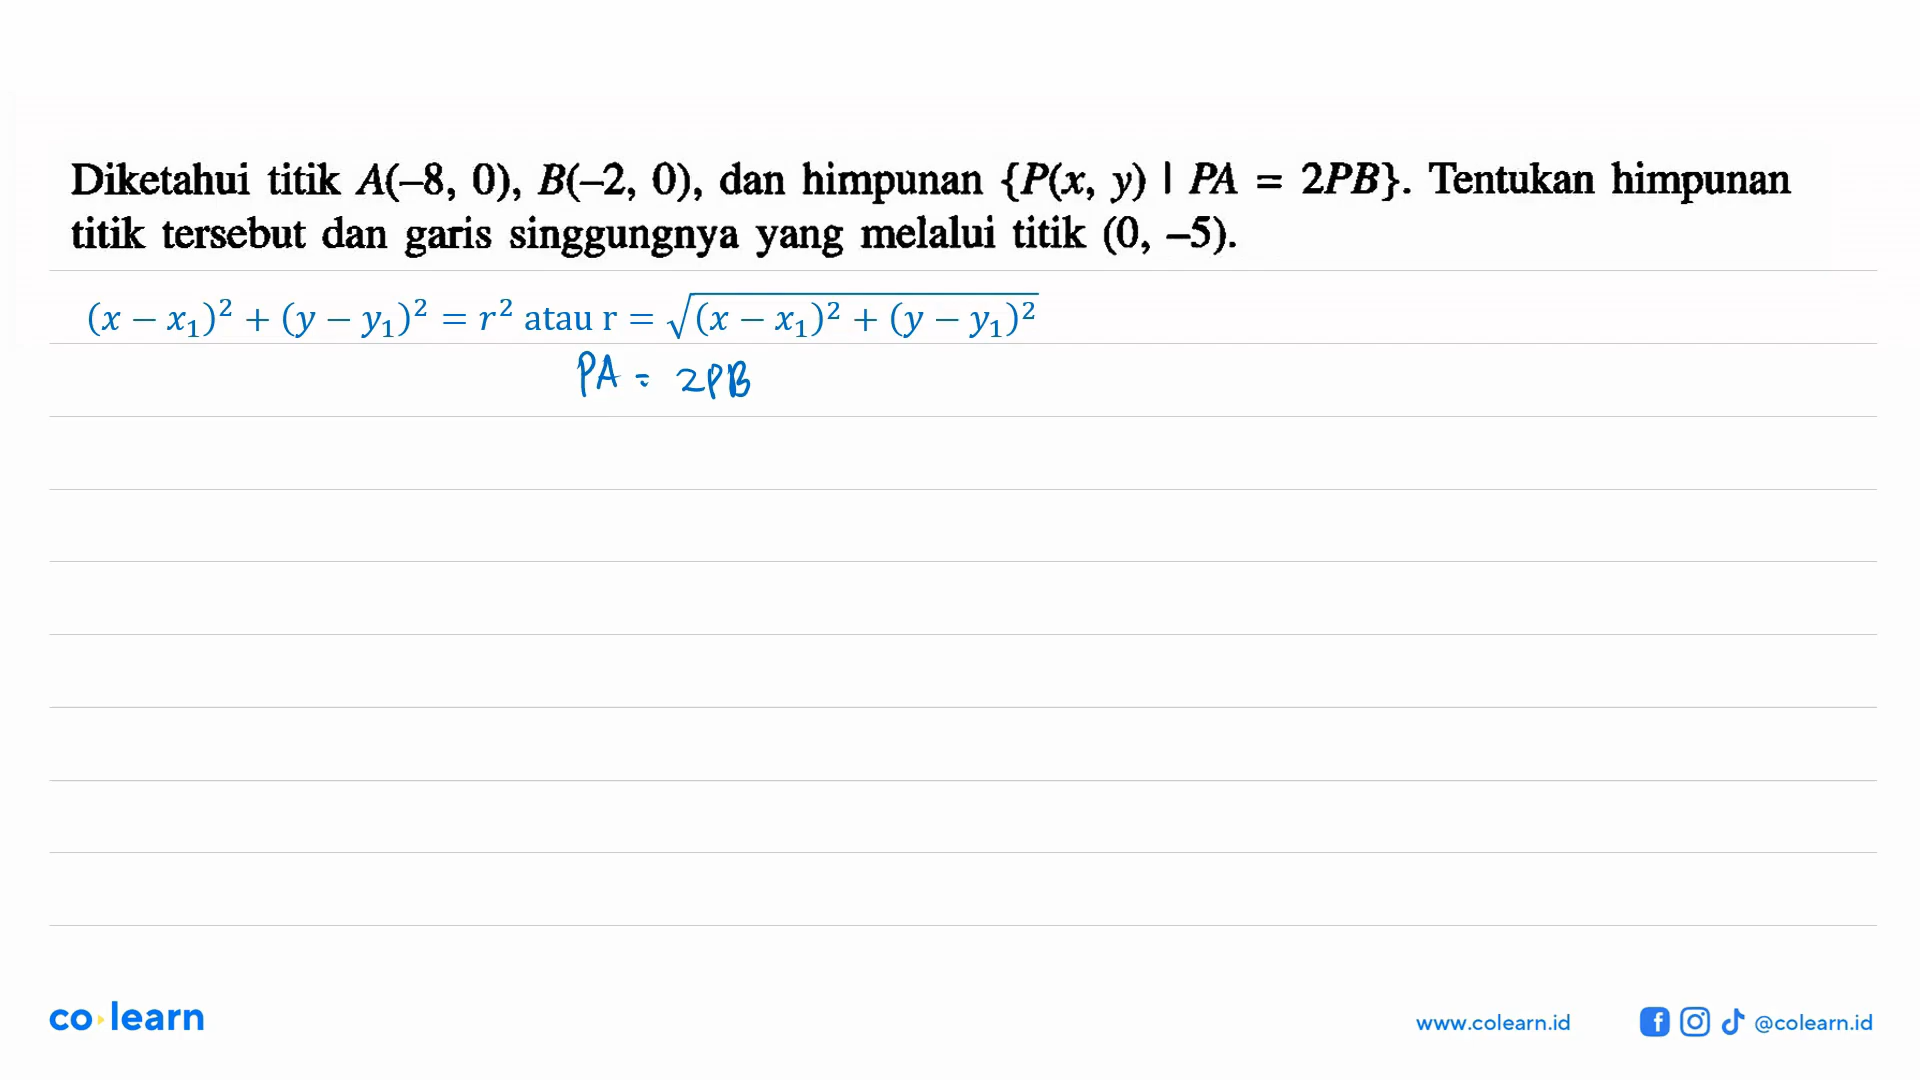 Diketahui titik A(–8, 0), B(–2, 0), dan himpunan {P(x, y) | PA = 2PB}. Tentukan himpunan
titik tersebut dan garis singgungnya yang melalui titik (0, –5).
(x − x₁)² + (y − y₁)² = r² atau r = √(x − x₁)² + (y − y₁)²
PA = 2PB
co learn
www.colearn.id
@colearn.id